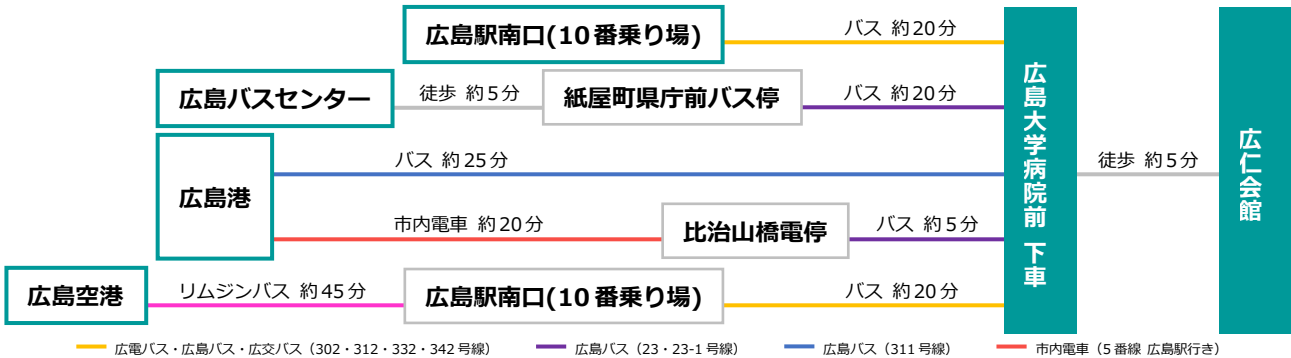 広島駅南口(10番乗り場)
バス 約20分
広島バスセンター
徒歩 約5分
紙屋町県庁前バス停
バス 約20分
広島港
バス 約25分
市内電車 約20分
比治山橋電停
バス 約5分
広島空港
リムジンバス 約45分
広島駅南口(10番乗り場)
バス 約20分
広島大学病院前 下車
徒歩 約5分
広仁会館
広電バス・広島バス・広交バス（302・312・332・342号線）
広島バス（23・23-1号線）
広島バス（311号線）
市内電車（5番線 広島駅行き）